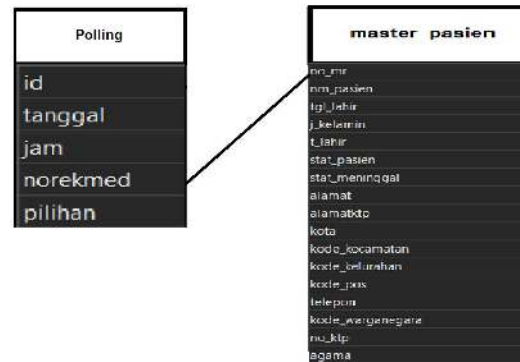 Polling
id
tanggal
jam
norekmed
pilihan
master pasien
no_mr
nm_pasien
tgl_lahir
j_kelamin
t_lahir
stat_pasien
stat_meninggal
alamat
alamatktp
kota
kode_kecamatan
kode_kelurahan
kode_pos
telepon
kode_warganegara
no_ktp
agama